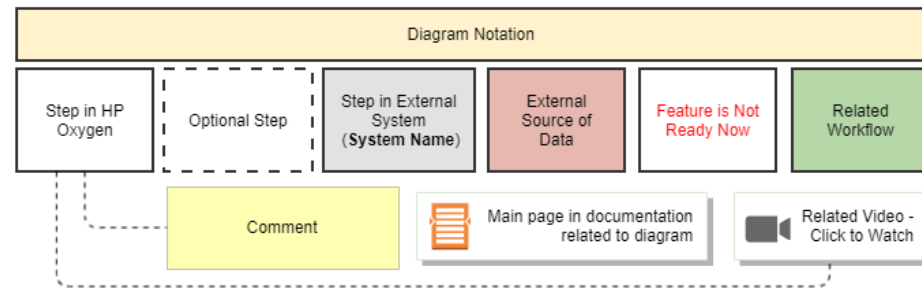 Diagram Notation
Step in HP
Oxygen
Optional Step
Step in External
System
(System Name)
External
Source of
Data
Feature is Not
Ready Now
Related
Workflow
Comment
Main page in documentation
related to diagram
Related Video -
Click to Watch